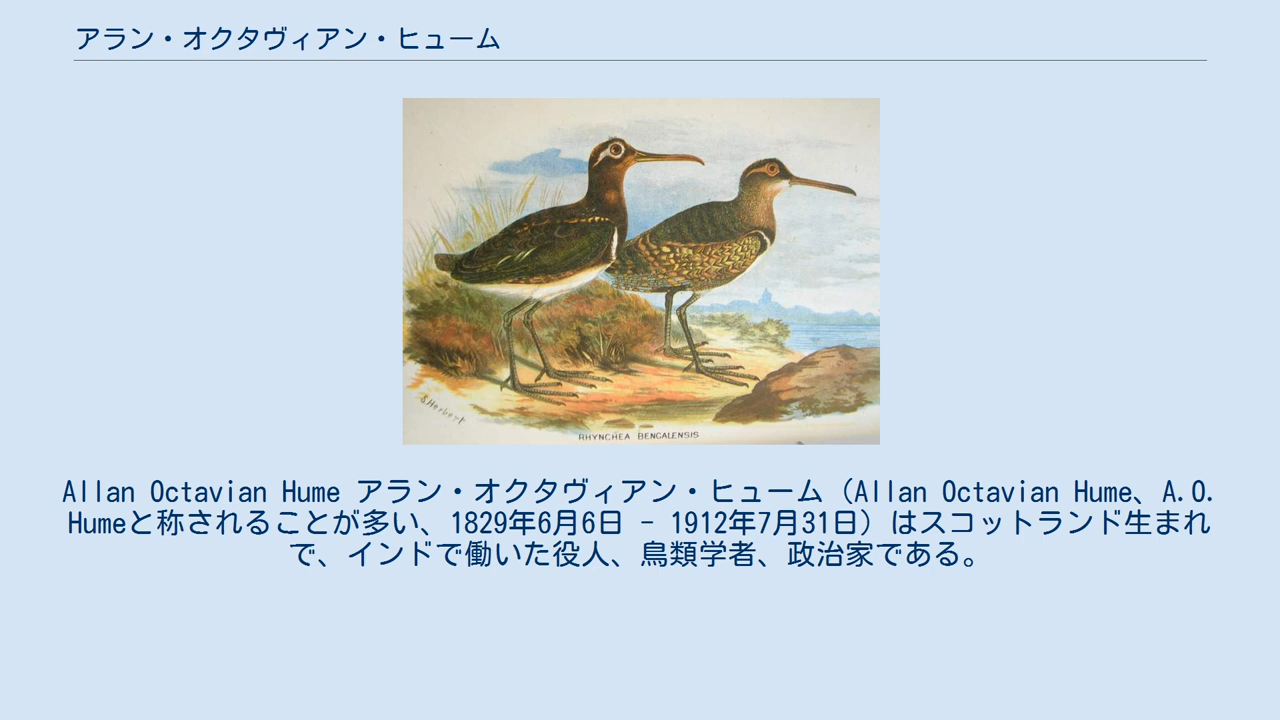 アラン・オクタヴィアン・ヒューム
S.Herbert
RHYNCHEA BENGALENSIS
Allan Octavian Hume アラン・オクタヴィアン・ヒューム（Allan Octavian Hume、A.O.
Humeと称されることが多い、1829年6月6日 - 1912年7月31日）はスコットランド生まれ
で、インドで働いた役人、鳥類学者、政治家である。